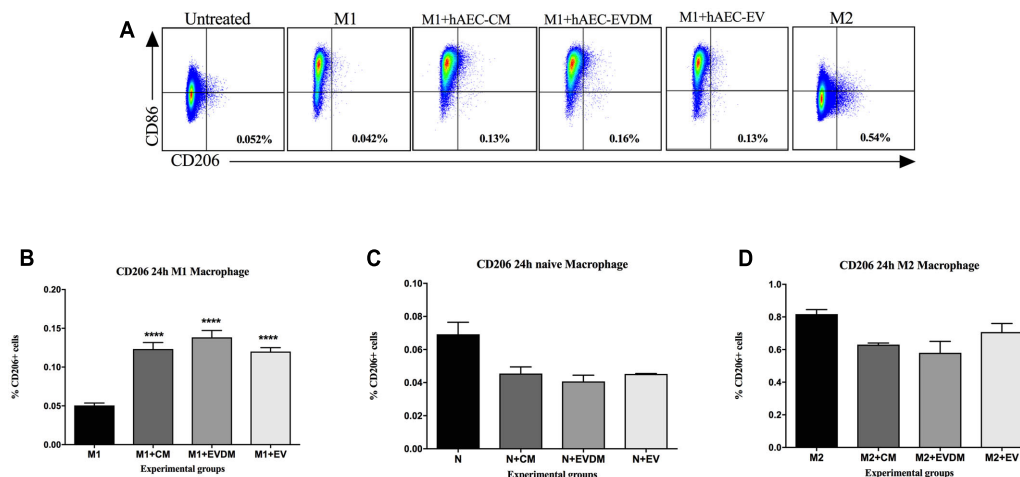 A
Untreated
M1
M1+hAEC-CM
M1+hAEC-EVDM
M1+hAEC-EV
M2
CD86
0.052%
0.042%
0.13%
0.16%
0.13%
0.54%
CD206
B
CD206 24h M1 Macrophage
% CD206+ cells
0.20
0.15
0.10
0.05
0.00
****
****
****
M1
M1+CM
M1+EVDM
M1+EV
Experimental groups
C
CD206 24h naive Macrophage
% CD206+ cells
0.10
0.08
0.06
0.04
0.02
0.00
N
N+CM
N+EVDM
N+EV
Experimental groups
D
CD206 24h M2 Macrophage
% CD206+ cells
1.0
0.8
0.6
0.4
0.2
0.0
M2
M2+CM
M2+EVDM
M2+EV
Experimental groups